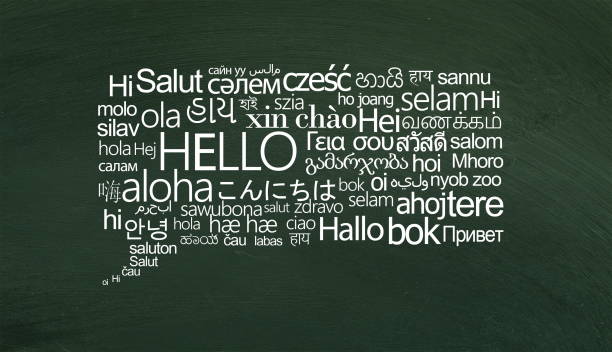 сайн уу سلام
Hi Salut сәлем cześć হায় हाय sannu
molo ola हाय হাই szia ho joang selam Hi
silav xin chào Hei வணக்கம்
hola Hej HELLO Γεια σου สวัสดี salom
салам გამარჯობა hoi Mhoro
嗨 aloha こんにちは bok oi nyob zoo
sawubona salut zdravo selam ahoj tere
hi 안녕 hola hæ hæ ciao Hallo bok Привет
čau labas हाय
saluton
Salut
čau
oi Hi